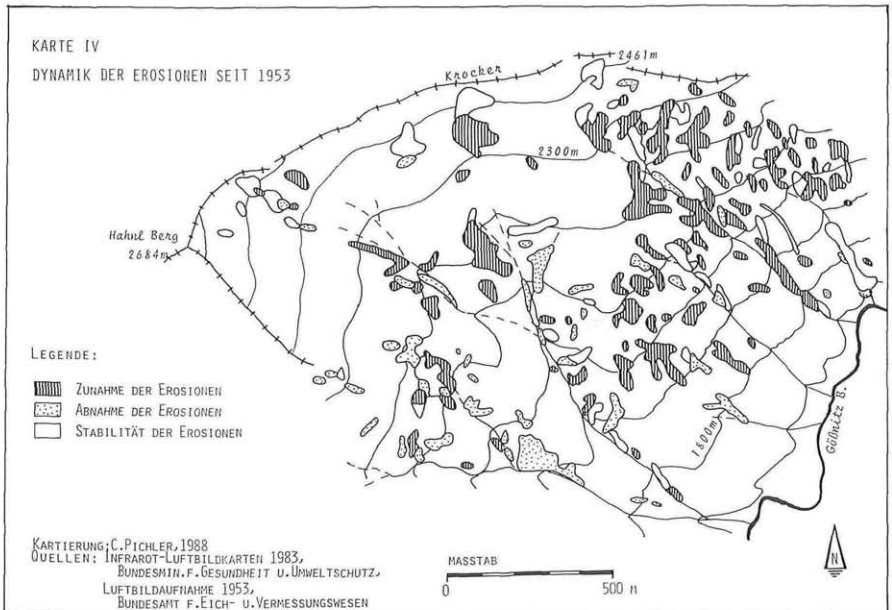 KARTE IV
DYNAMIK DER EROSIONEN SEIT 1953
Krocker
2461m
2300m
Hahnl Berg
2684m
LEGENDE:
ZUNAHME DER EROSIONEN
ABNAHME DER EROSIONEN
STABILITÄT DER EROSIONEN
1800m
Gößnitz B.
KARTIERUNG:C.PICHLER,1988
QUELLEN: INFRAROT-LUFTBILDKARTEN 1983,
BUNDESMIN.F.GESUNDHEIT U.UMWELTSCHUTZ,
LUFTBILDAUFNAHME 1953,
BUNDESAMT F.EICH- U.VERMESSUNGSWESEN
MASSTAB
0 500 M
N